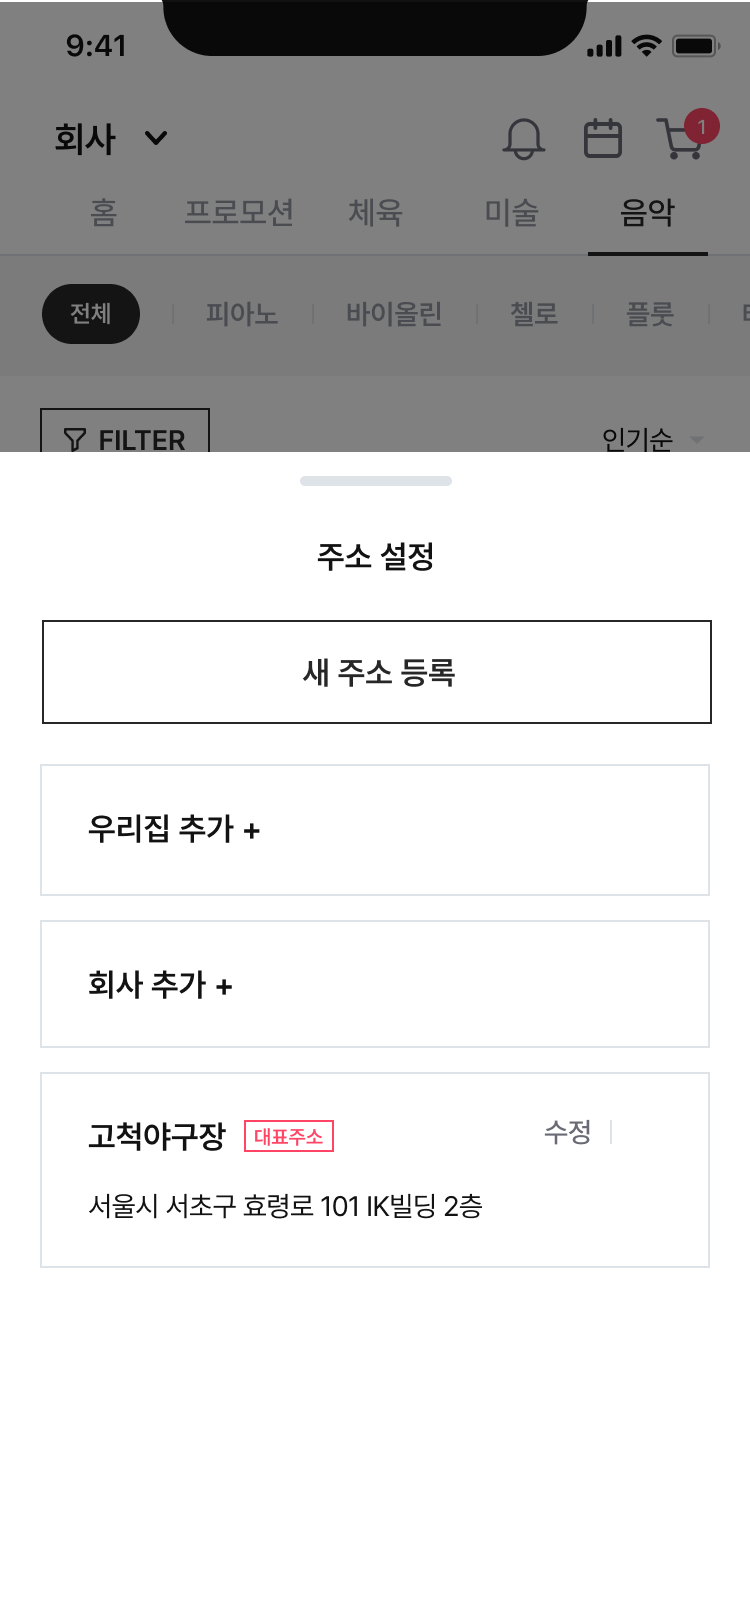 9:41
회사
1
홈 프로모션 체육 미술 음악
전체 피아노 바이올린 첼로 플룻
FILTER 인기순
주소 설정
새 주소 등록
우리집 추가 +
회사 추가 +
고척야구장 대표주소 수정
서울시 서초구 효령로 101 IK빌딩 2층